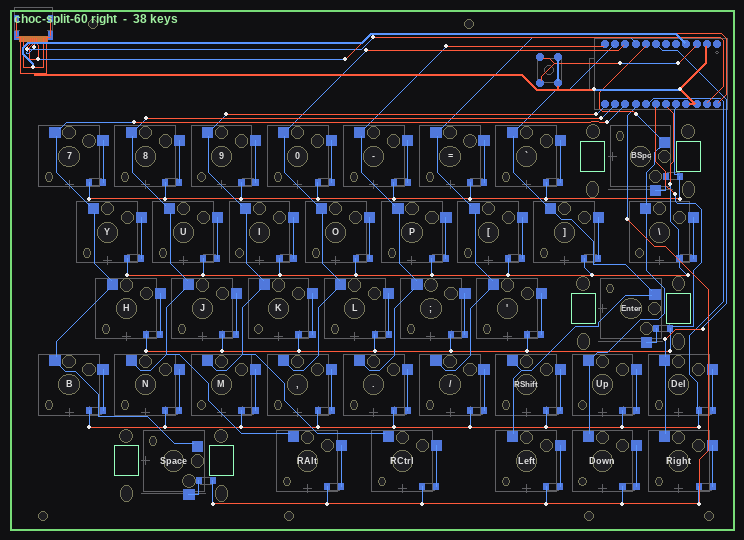 choc-split-60 right - 38 keys
7 8 9 0 - = ` BSpc
Y U I O P [ ] \
H J K L ; ' Enter
B N M , . / RShift Up Del
Space RAlt RCtrl Left Down Right